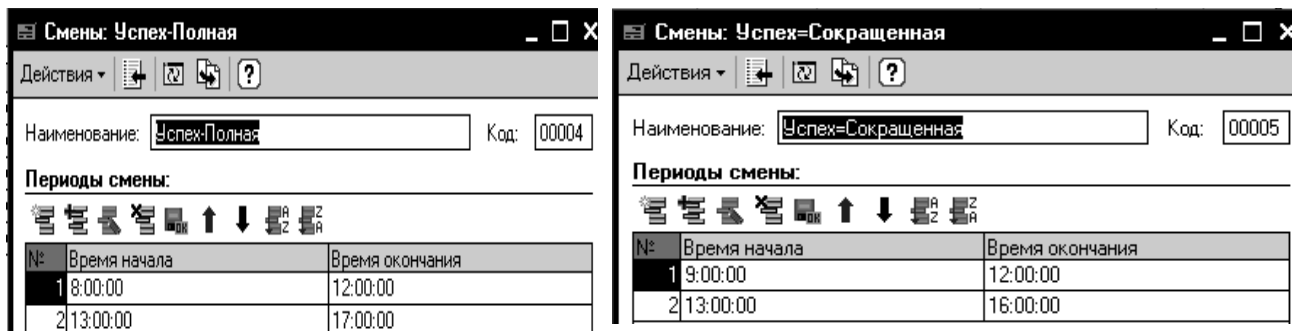 Смены: Успех-Полная
Действия
Наименование: Успех-Полная Код: 00004
Периоды смены:
№ Время начала Время окончания
1 8:00:00 12:00:00
2 13:00:00 17:00:00
Смены: Успех=Сокращенная
Действия
Наименование: Успех=Сокращенная Код: 00005
Периоды смены:
№ Время начала Время окончания
1 9:00:00 12:00:00
2 13:00:00 16:00:00